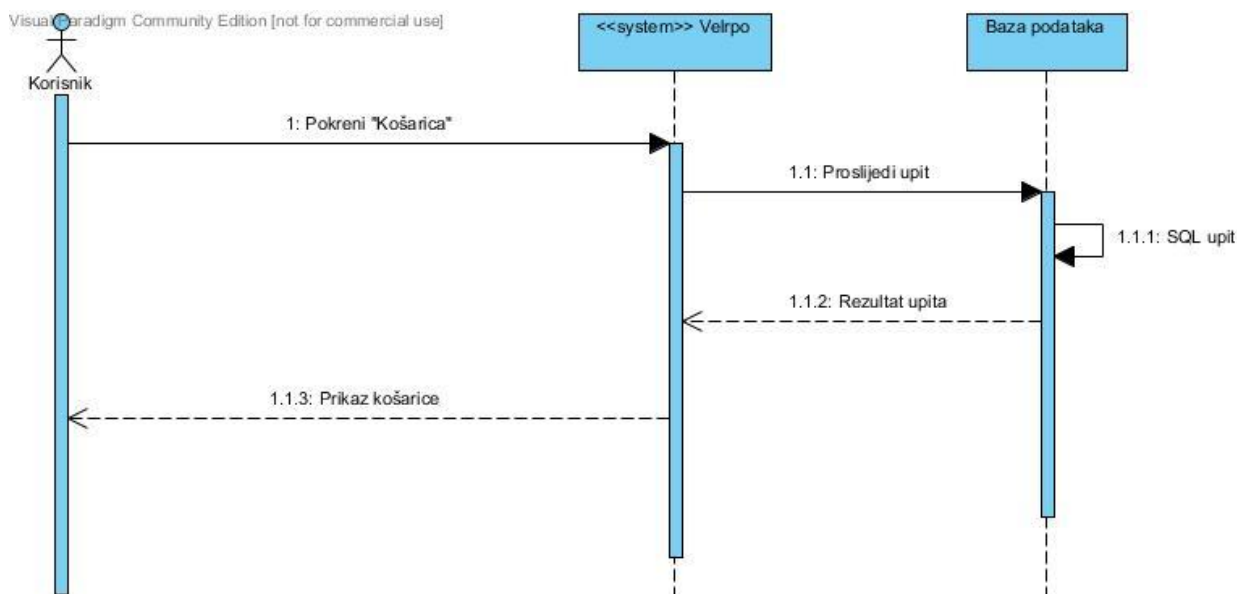 Visual Paradigm Community Edition [not for commercial use]
<<system>> Velrpo
Baza podataka
Korisnik
1: Pokreni "Košarica"
1.1: Proslijedi upit
1.1.1: SQL upit
1.1.2: Rezultat upita
1.1.3: Prikaz košarice